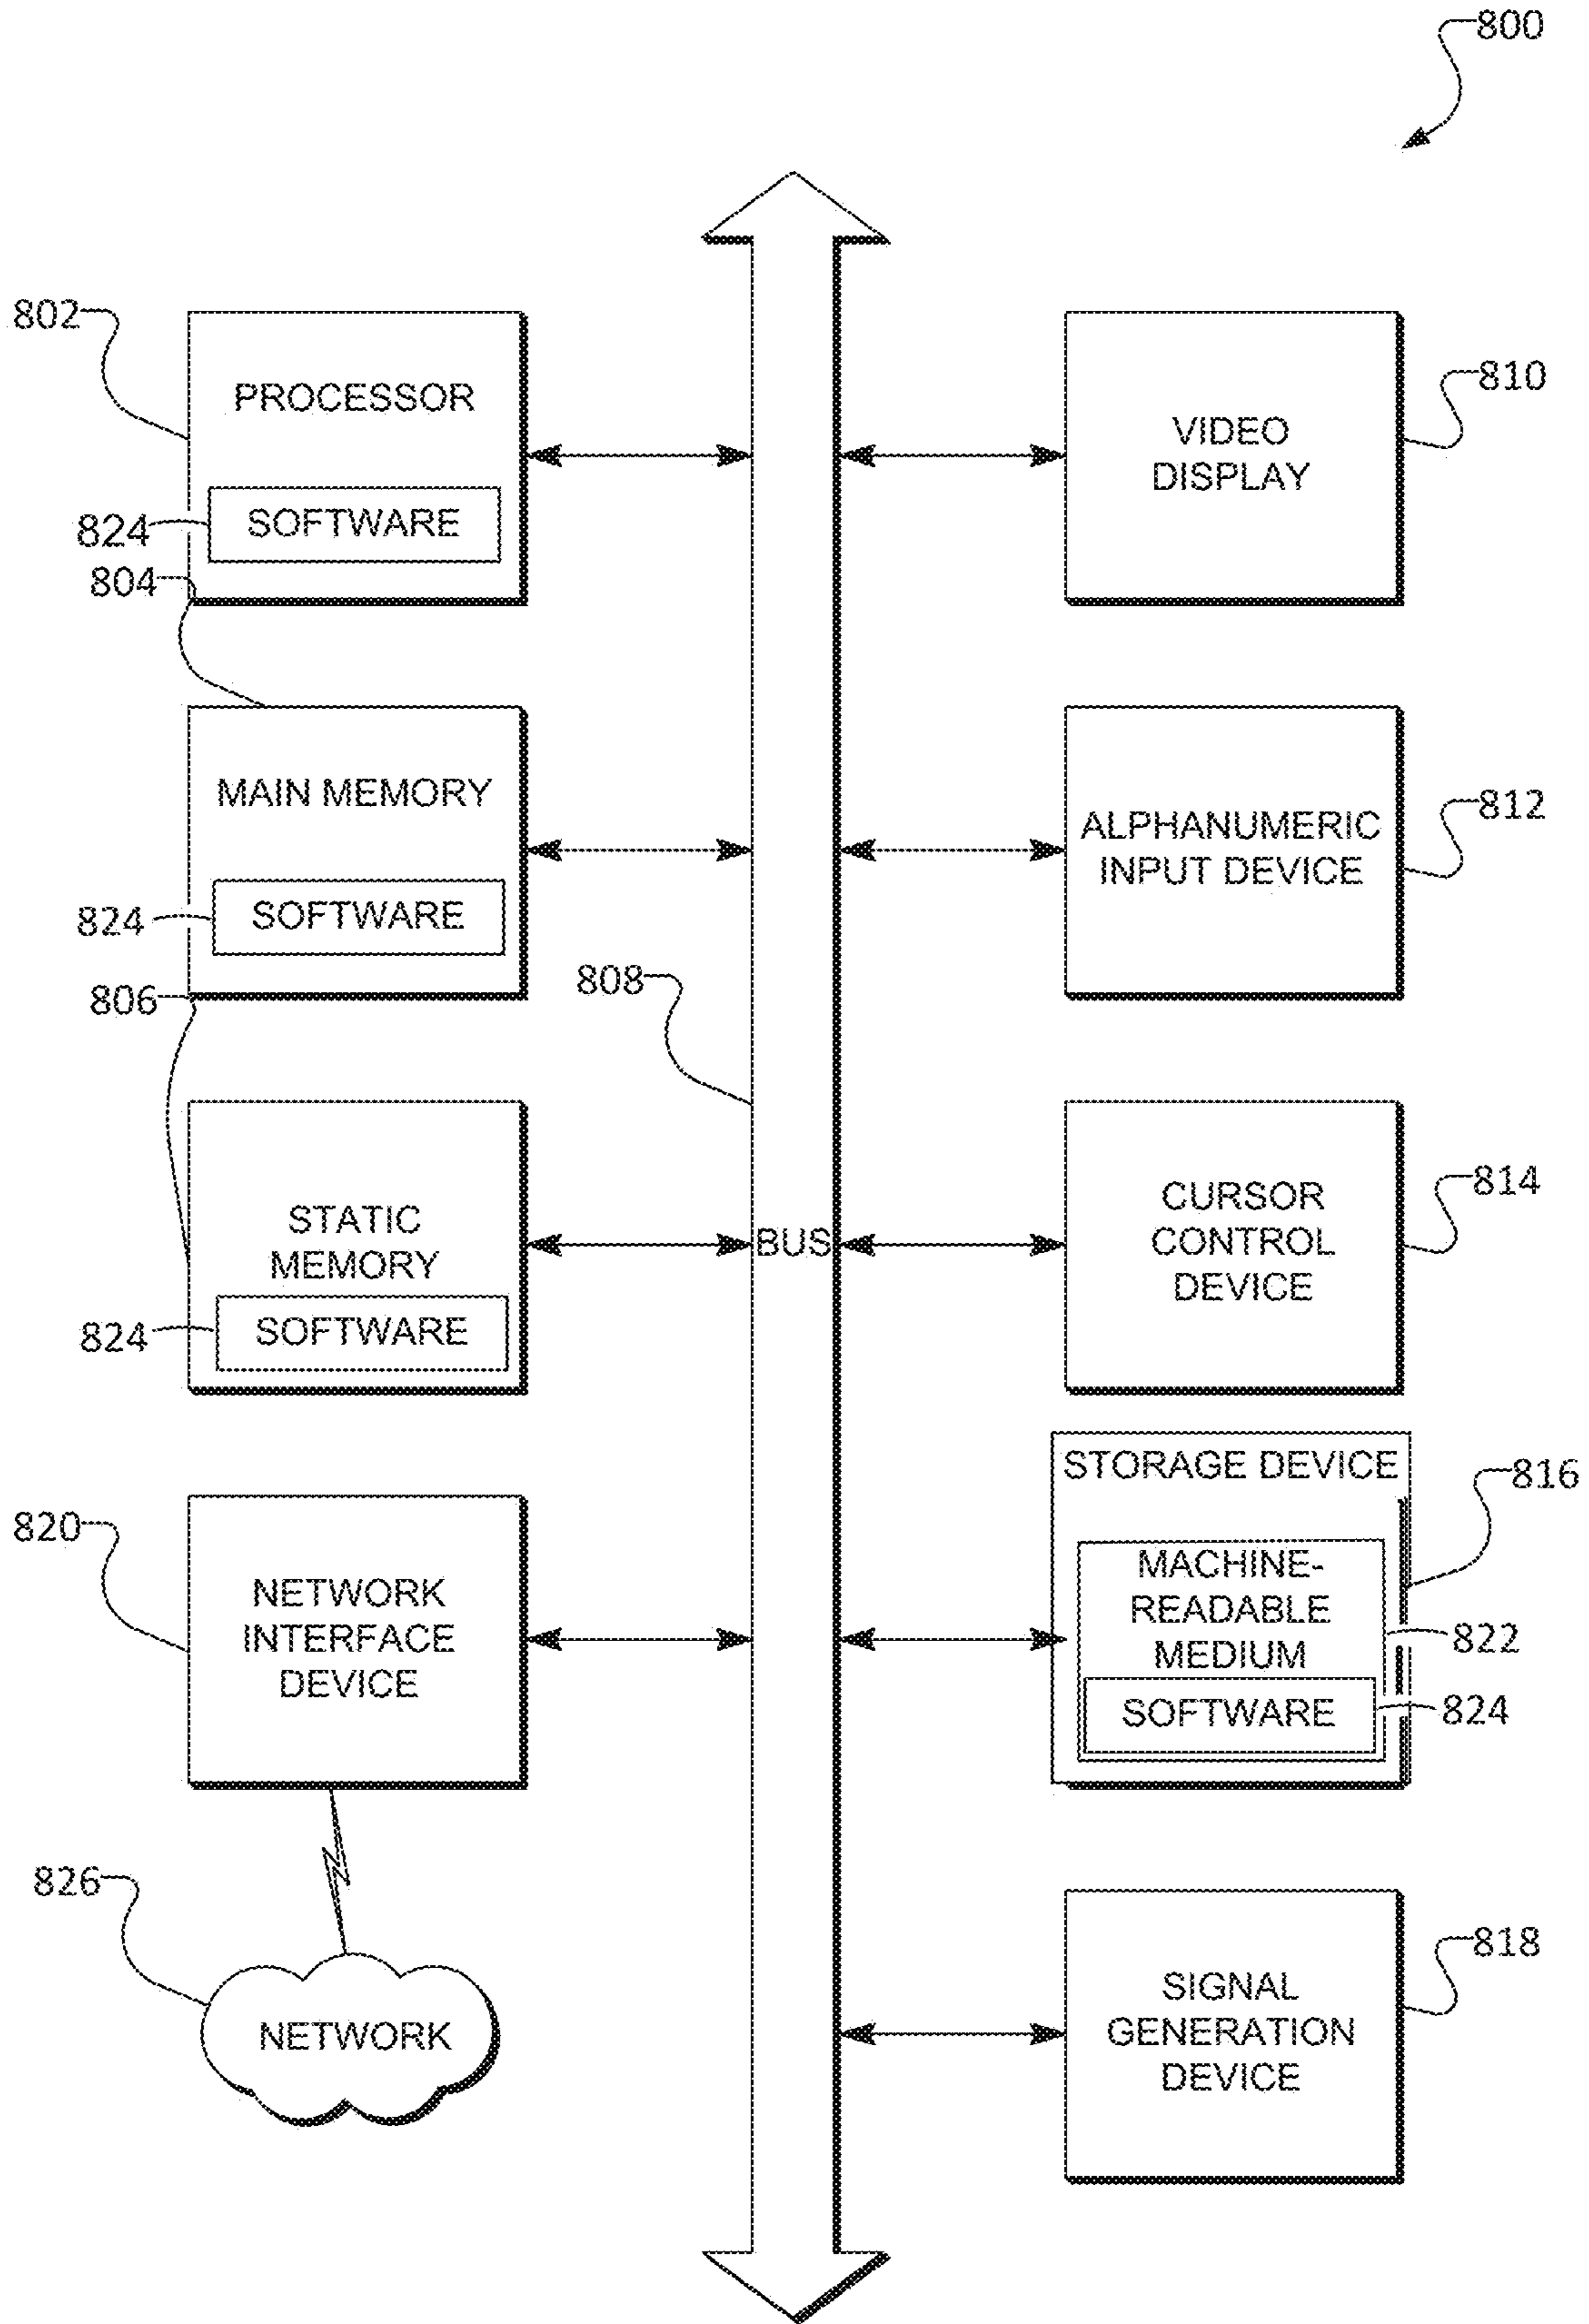 800
802
PROCESSOR
824
SOFTWARE
804
MAIN MEMORY
824
SOFTWARE
806
STATIC
MEMORY
824
SOFTWARE
820
NETWORK
INTERFACE
DEVICE
826
NETWORK
808
BUS
810
VIDEO
DISPLAY
812
ALPHANUMERIC
INPUT DEVICE
814
CURSOR
CONTROL
DEVICE
STORAGE DEVICE
816
MACHINE-
READABLE
MEDIUM
822
SOFTWARE
824
818
SIGNAL
GENERATION
DEVICE